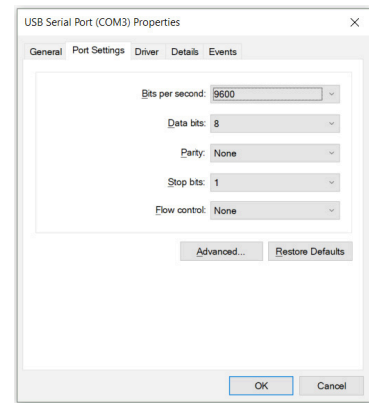 USB Serial Port (COM3) Properties
General Port Settings Driver Details Events
Bits per second: 9600
Data bits: 8
Parity: None
Stop bits: 1
Flow control: None
Advanced... Restore Defaults
OK Cancel